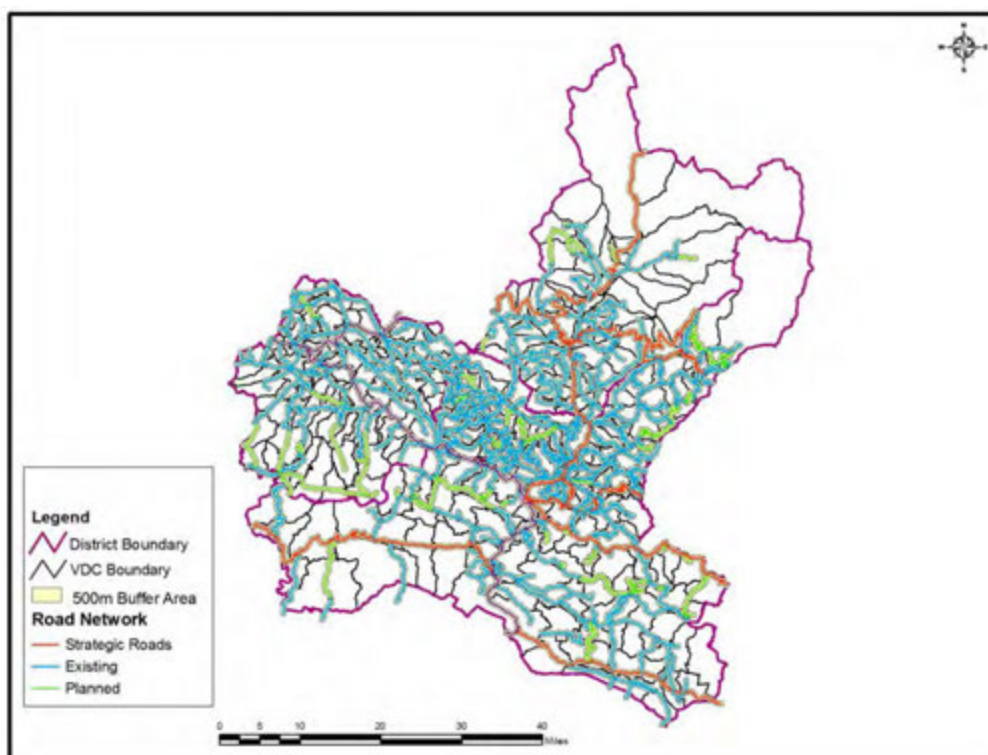 N
W
E
S
Legend
District Boundary
VDC Boundary
500m Buffer Area
Road Network
Strategic Roads
Existing
Planned
0 5 10 20 30 40
Miles